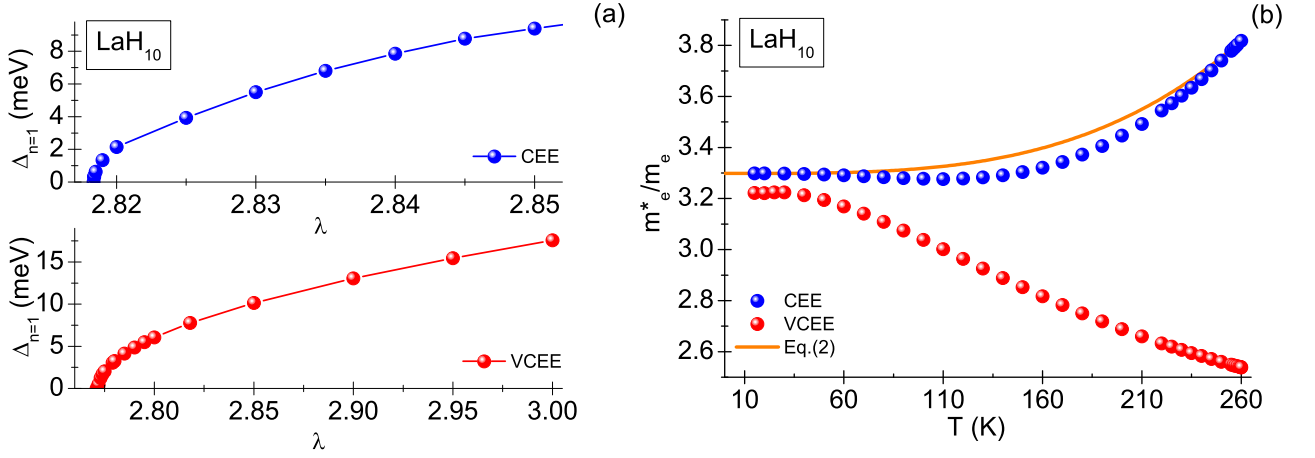 (a)
LaH10
Δn=1 (meV)
8
6
4
2
0
CEE
2.82 2.83 2.84 2.85
λ
Δn=1 (meV)
15
10
5
0
VCEE
2.80 2.85 2.90 2.95 3.00
λ
(b)
LaH10
m*e/me
3.8
3.6
3.4
3.2
3.0
2.8
2.6
CEE
VCEE
Eq.(2)
10 60 110 160 210 260
T (K)